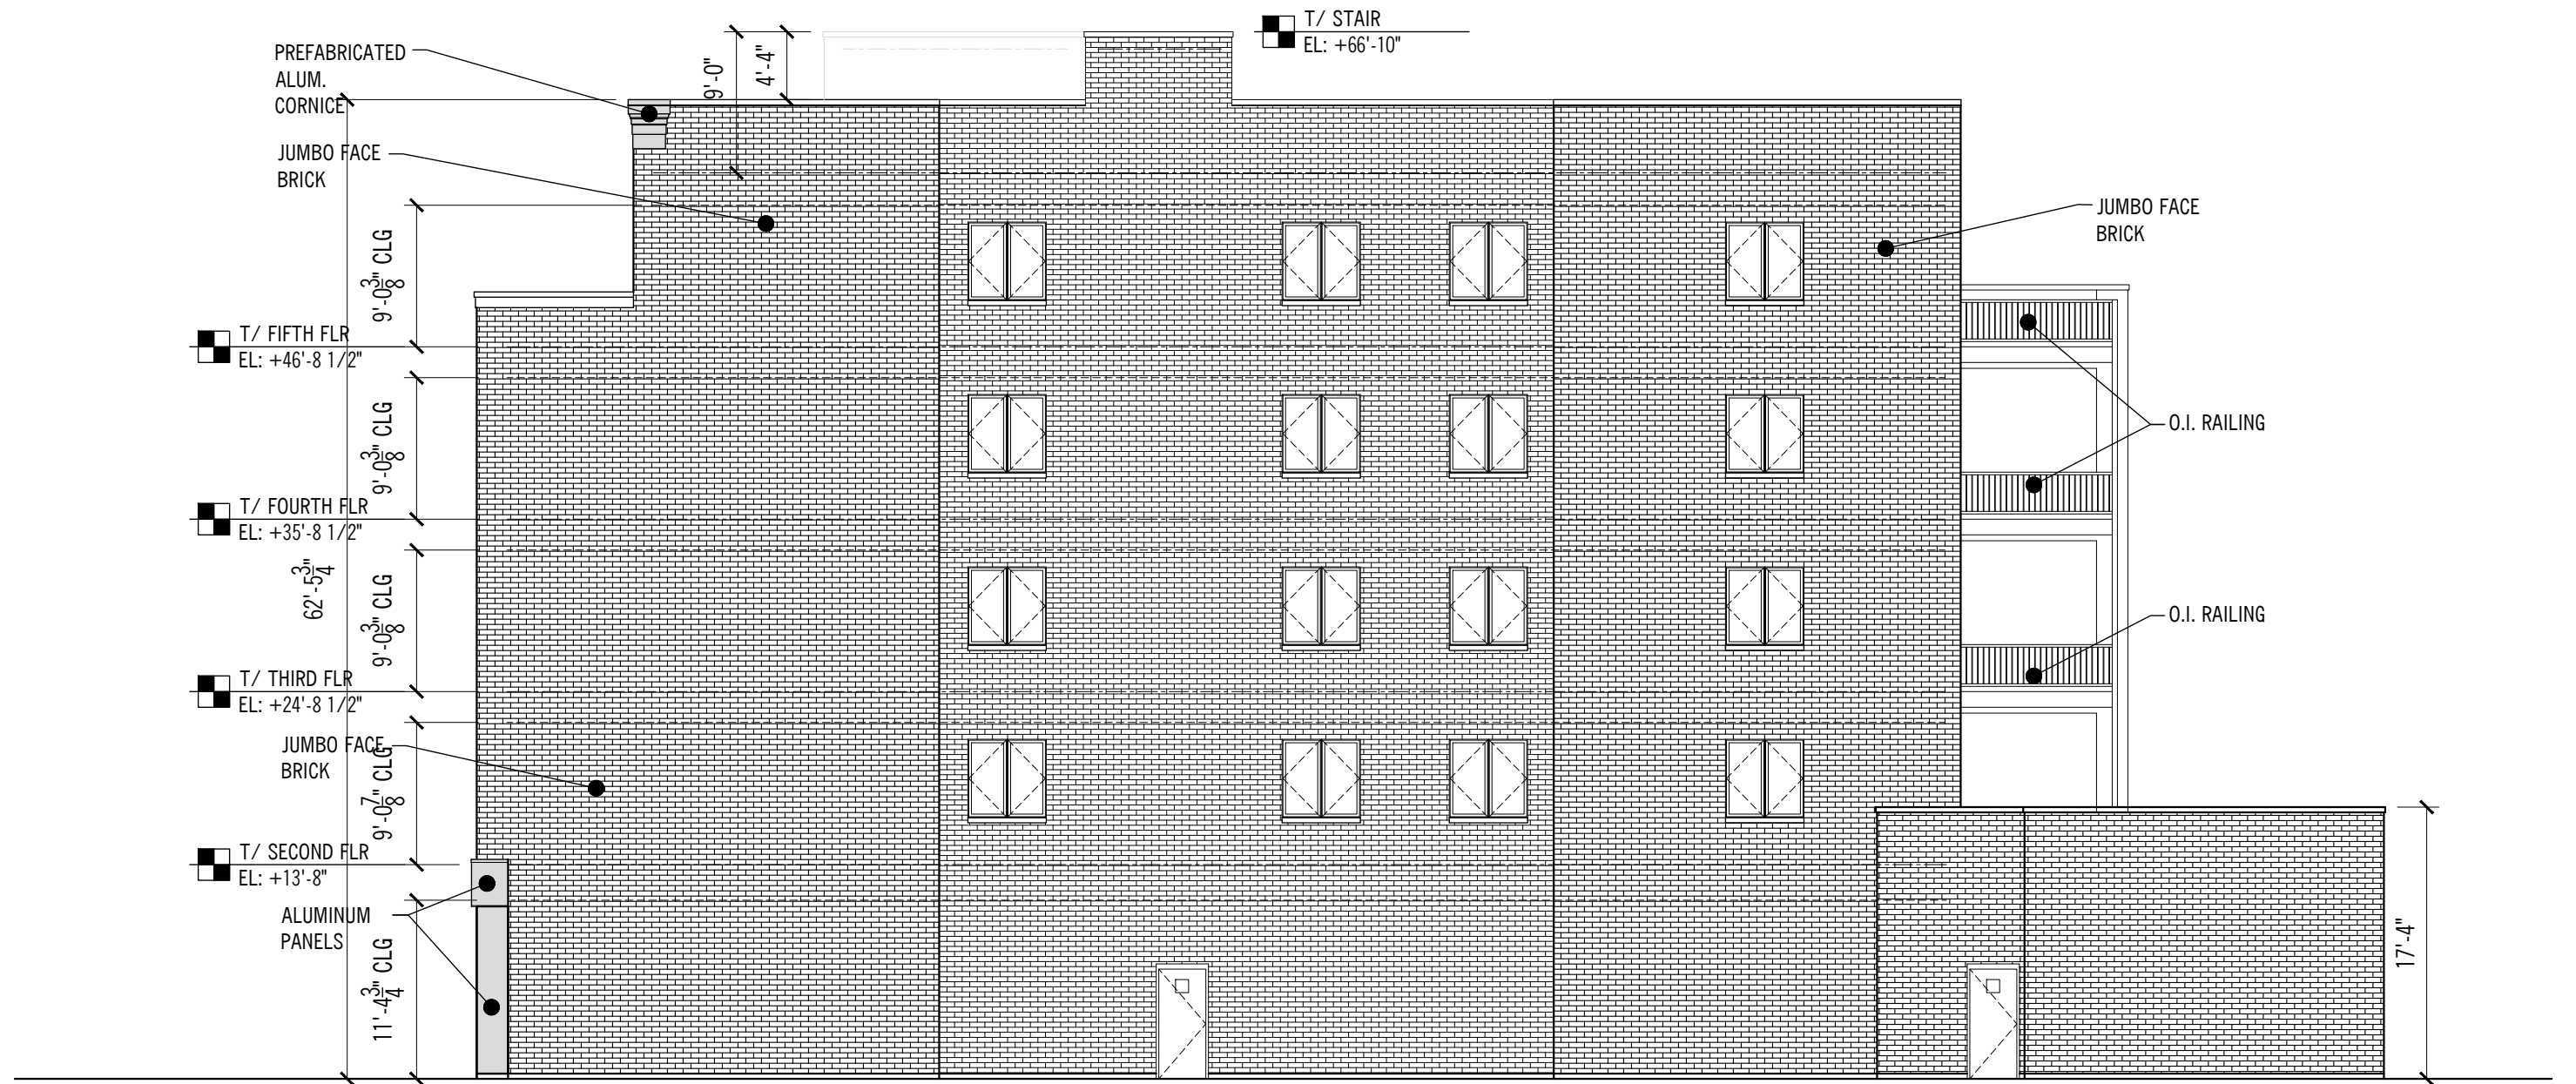 T/ STAIR
EL: +66'-10"
PREFABRICATED
ALUM.
CORNICE
9'-0"
4'-4"
JUMBO FACE
BRICK
JUMBO FACE
BRICK
9'-0 3/8" CLG
T/ FIFTH FLR
EL: +46'-8 1/2"
9'-0 3/8" CLG
O.I. RAILING
T/ FOURTH FLR
EL: +35'-8 1/2"
62'-5 3/4"
9'-0 3/8" CLG
O.I. RAILING
T/ THIRD FLR
EL: +24'-8 1/2"
JUMBO FACE
BRICK
9'-0 7/8" CLG
T/ SECOND FLR
EL: +13'-8"
ALUMINUM
PANELS
11'-4 3/4" CLG
17'-4"